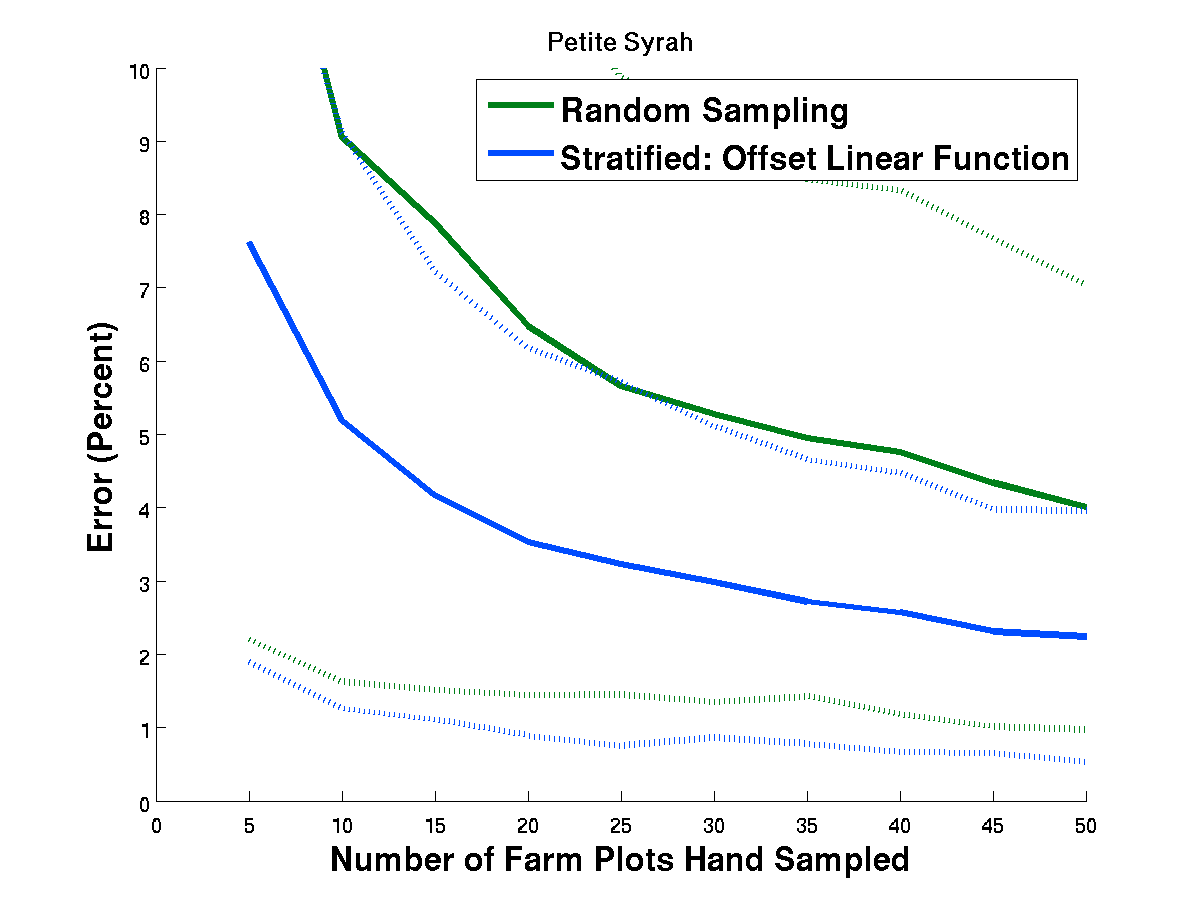 Petite Syrah
Random Sampling
Stratified: Offset Linear Function
Error (Percent)
10
9
8
7
6
5
4
3
2
1
0
0 5 10 15 20 25 30 35 40 45 50
Number of Farm Plots Hand Sampled